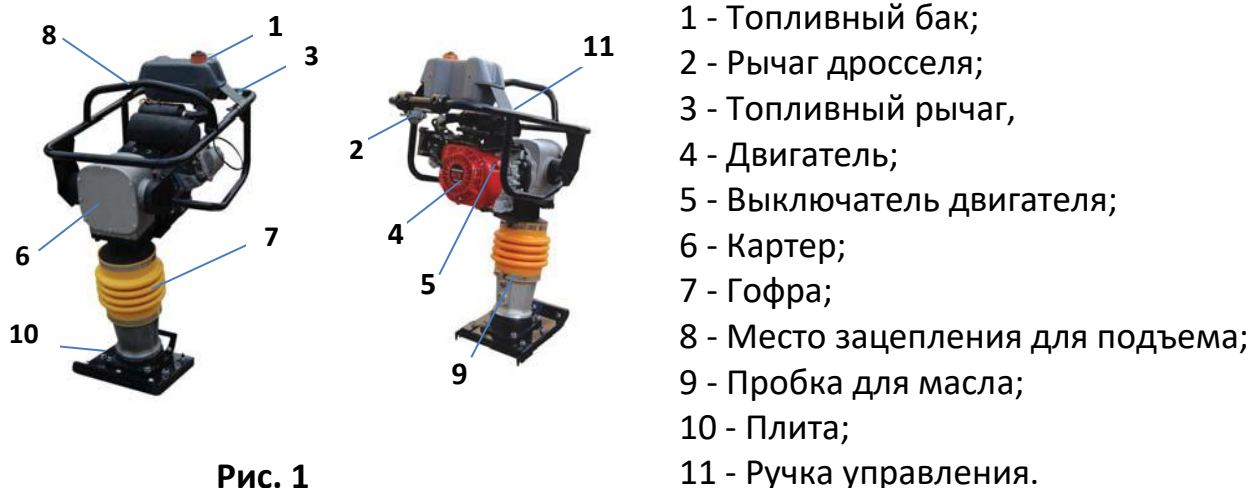 1 - Топливный бак;
2 - Рычаг дросселя;
3 - Топливный рычаг,
4 - Двигатель;
5 - Выключатель двигателя;
6 - Картер;
7 - Гофра;
8 - Место зацепления для подъема;
9 - Пробка для масла;
10 - Плита;
11 - Ручка управления.
8
1
3
11
2
7
6
4
5
10
9
Рис. 1